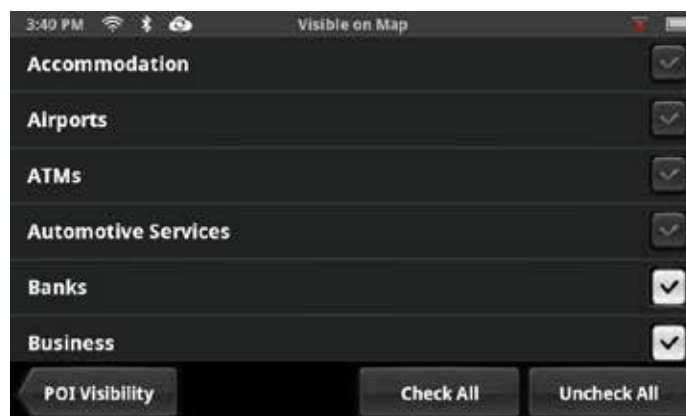 3:40 PM Visible on Map
Accommodation
Airports
ATMs
Automotive Services
Banks
Business
POI Visibility Check All Uncheck All